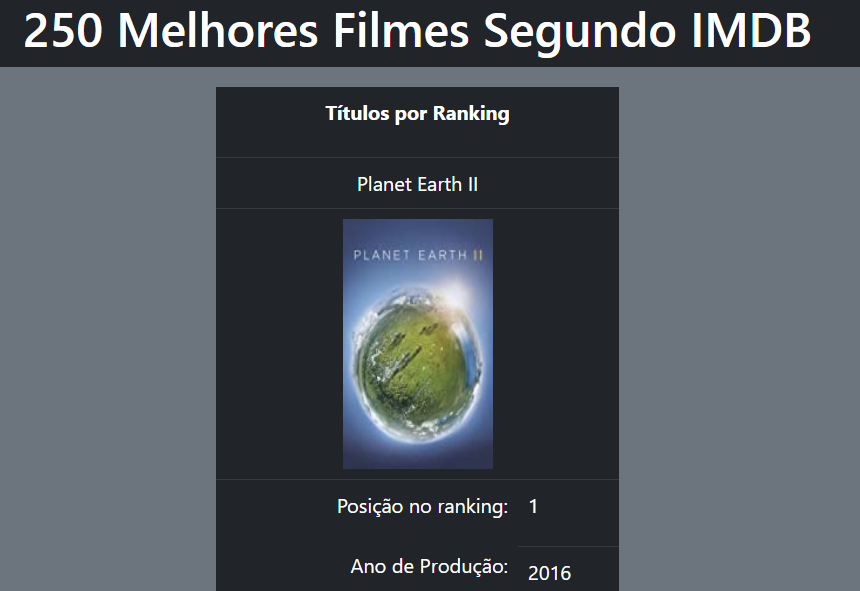 250 Melhores Filmes Segundo IMDB
Títulos por Ranking
Planet Earth II
PLANET EARTH II
Posição no ranking: 1
Ano de Produção: 2016